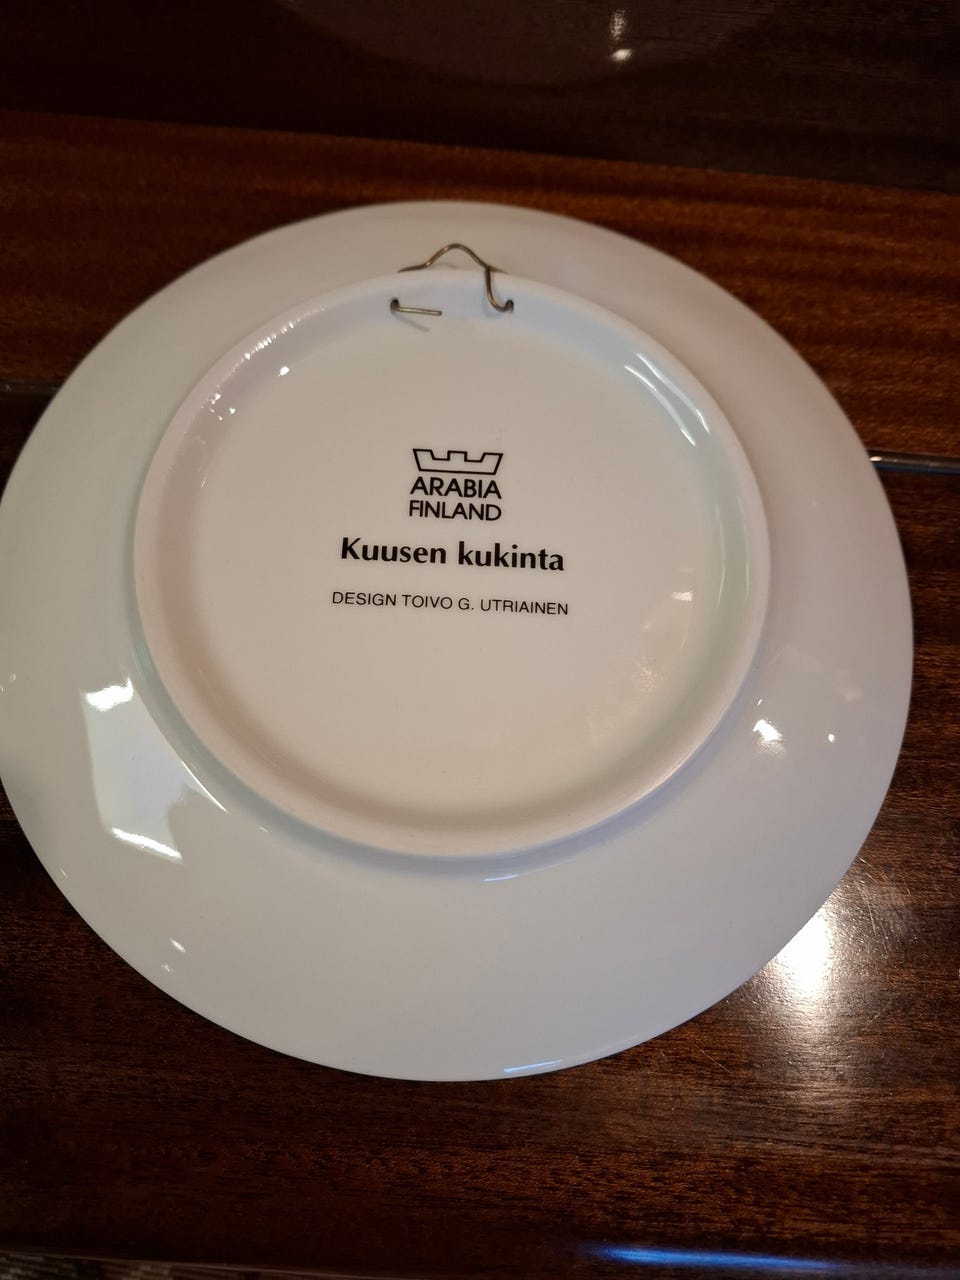 ARABIA
FINLAND
Kuusen kukinta
DESIGN TOIVO G. UTRIAINEN